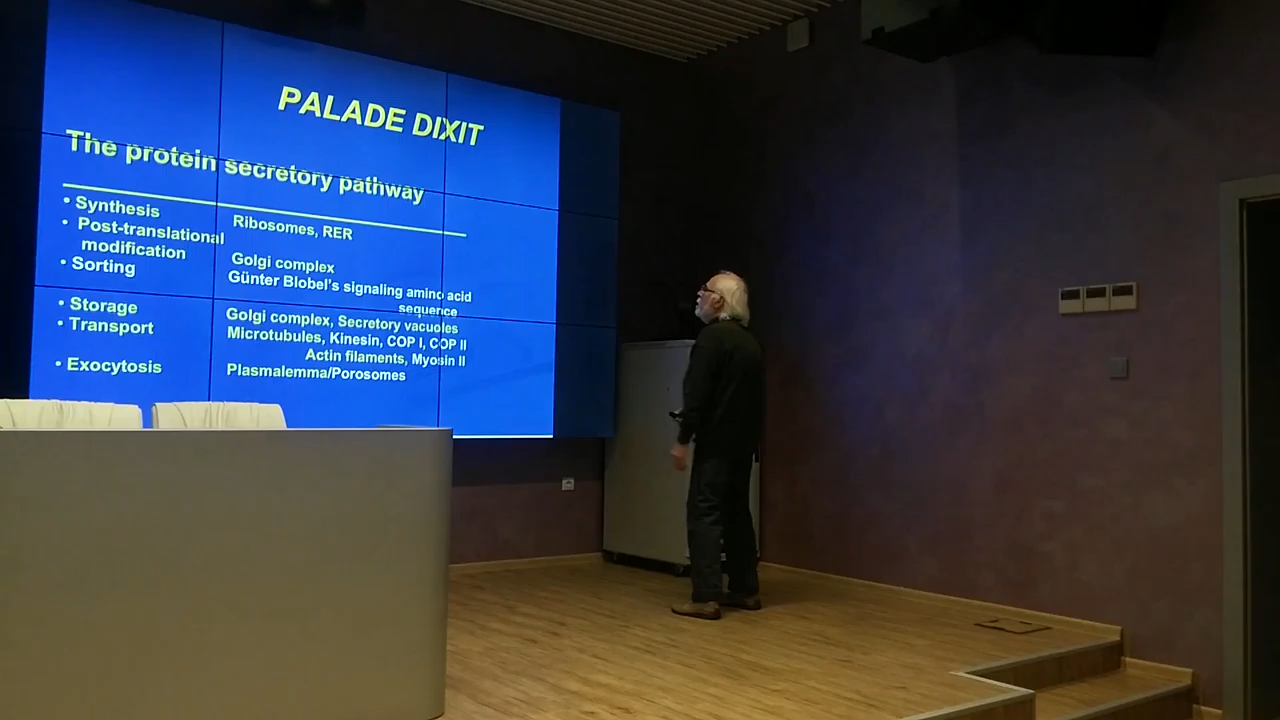 PALADE DIXIT
The protein secretory pathway
• Synthesis
Ribosomes, RER
• Post-translational
modification
Golgi complex
• Sorting
Günter Blobel's signaling amino acid
sequence
• Storage
Golgi complex, Secretory vacuoles
• Transport
Microtubules, Kinesin, COP I, COP II
Actin filaments, Myosin II
• Exocytosis
Plasmalemma/Porosomes